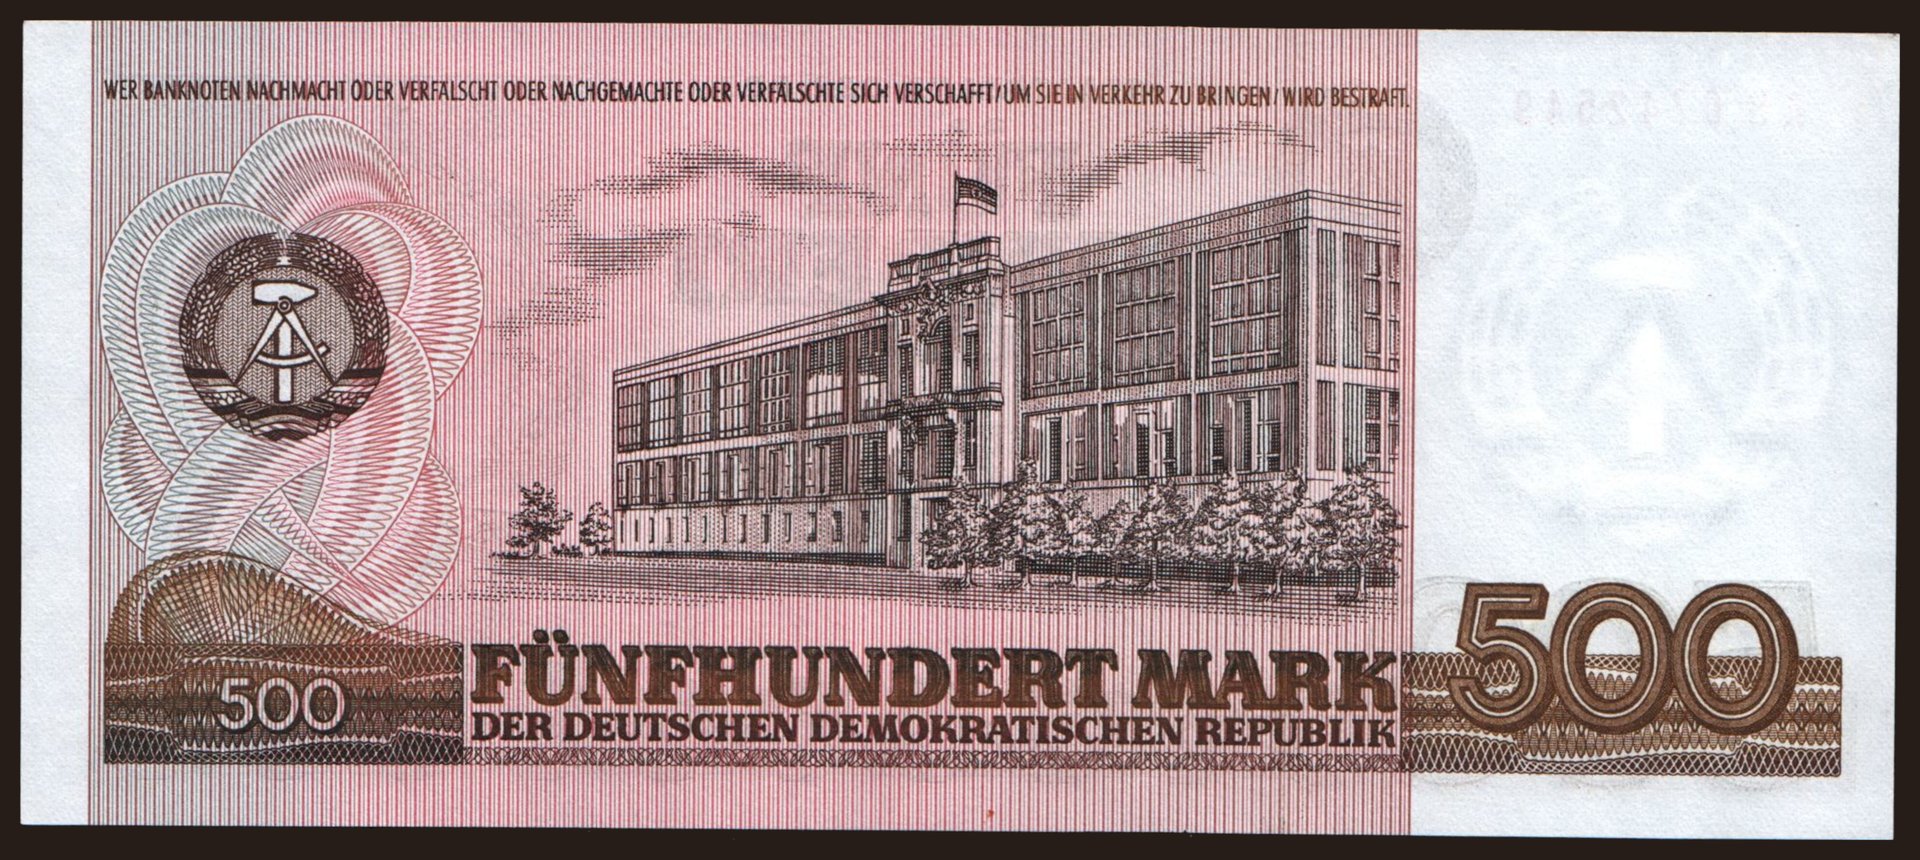 WER BANKNOTEN NACHMACHT ODER VERFÄLSCHT ODER NACHGEMACHTE ODER VERFÄLSCHTE SICH VERSCHAFFT/UM SIE IN VERKEHR ZU BRINGEN/WIRD BESTRAFT.
500
FÜNFHUNDERT MARK
DER DEUTSCHEN DEMOKRATISCHEN REPUBLIK
500